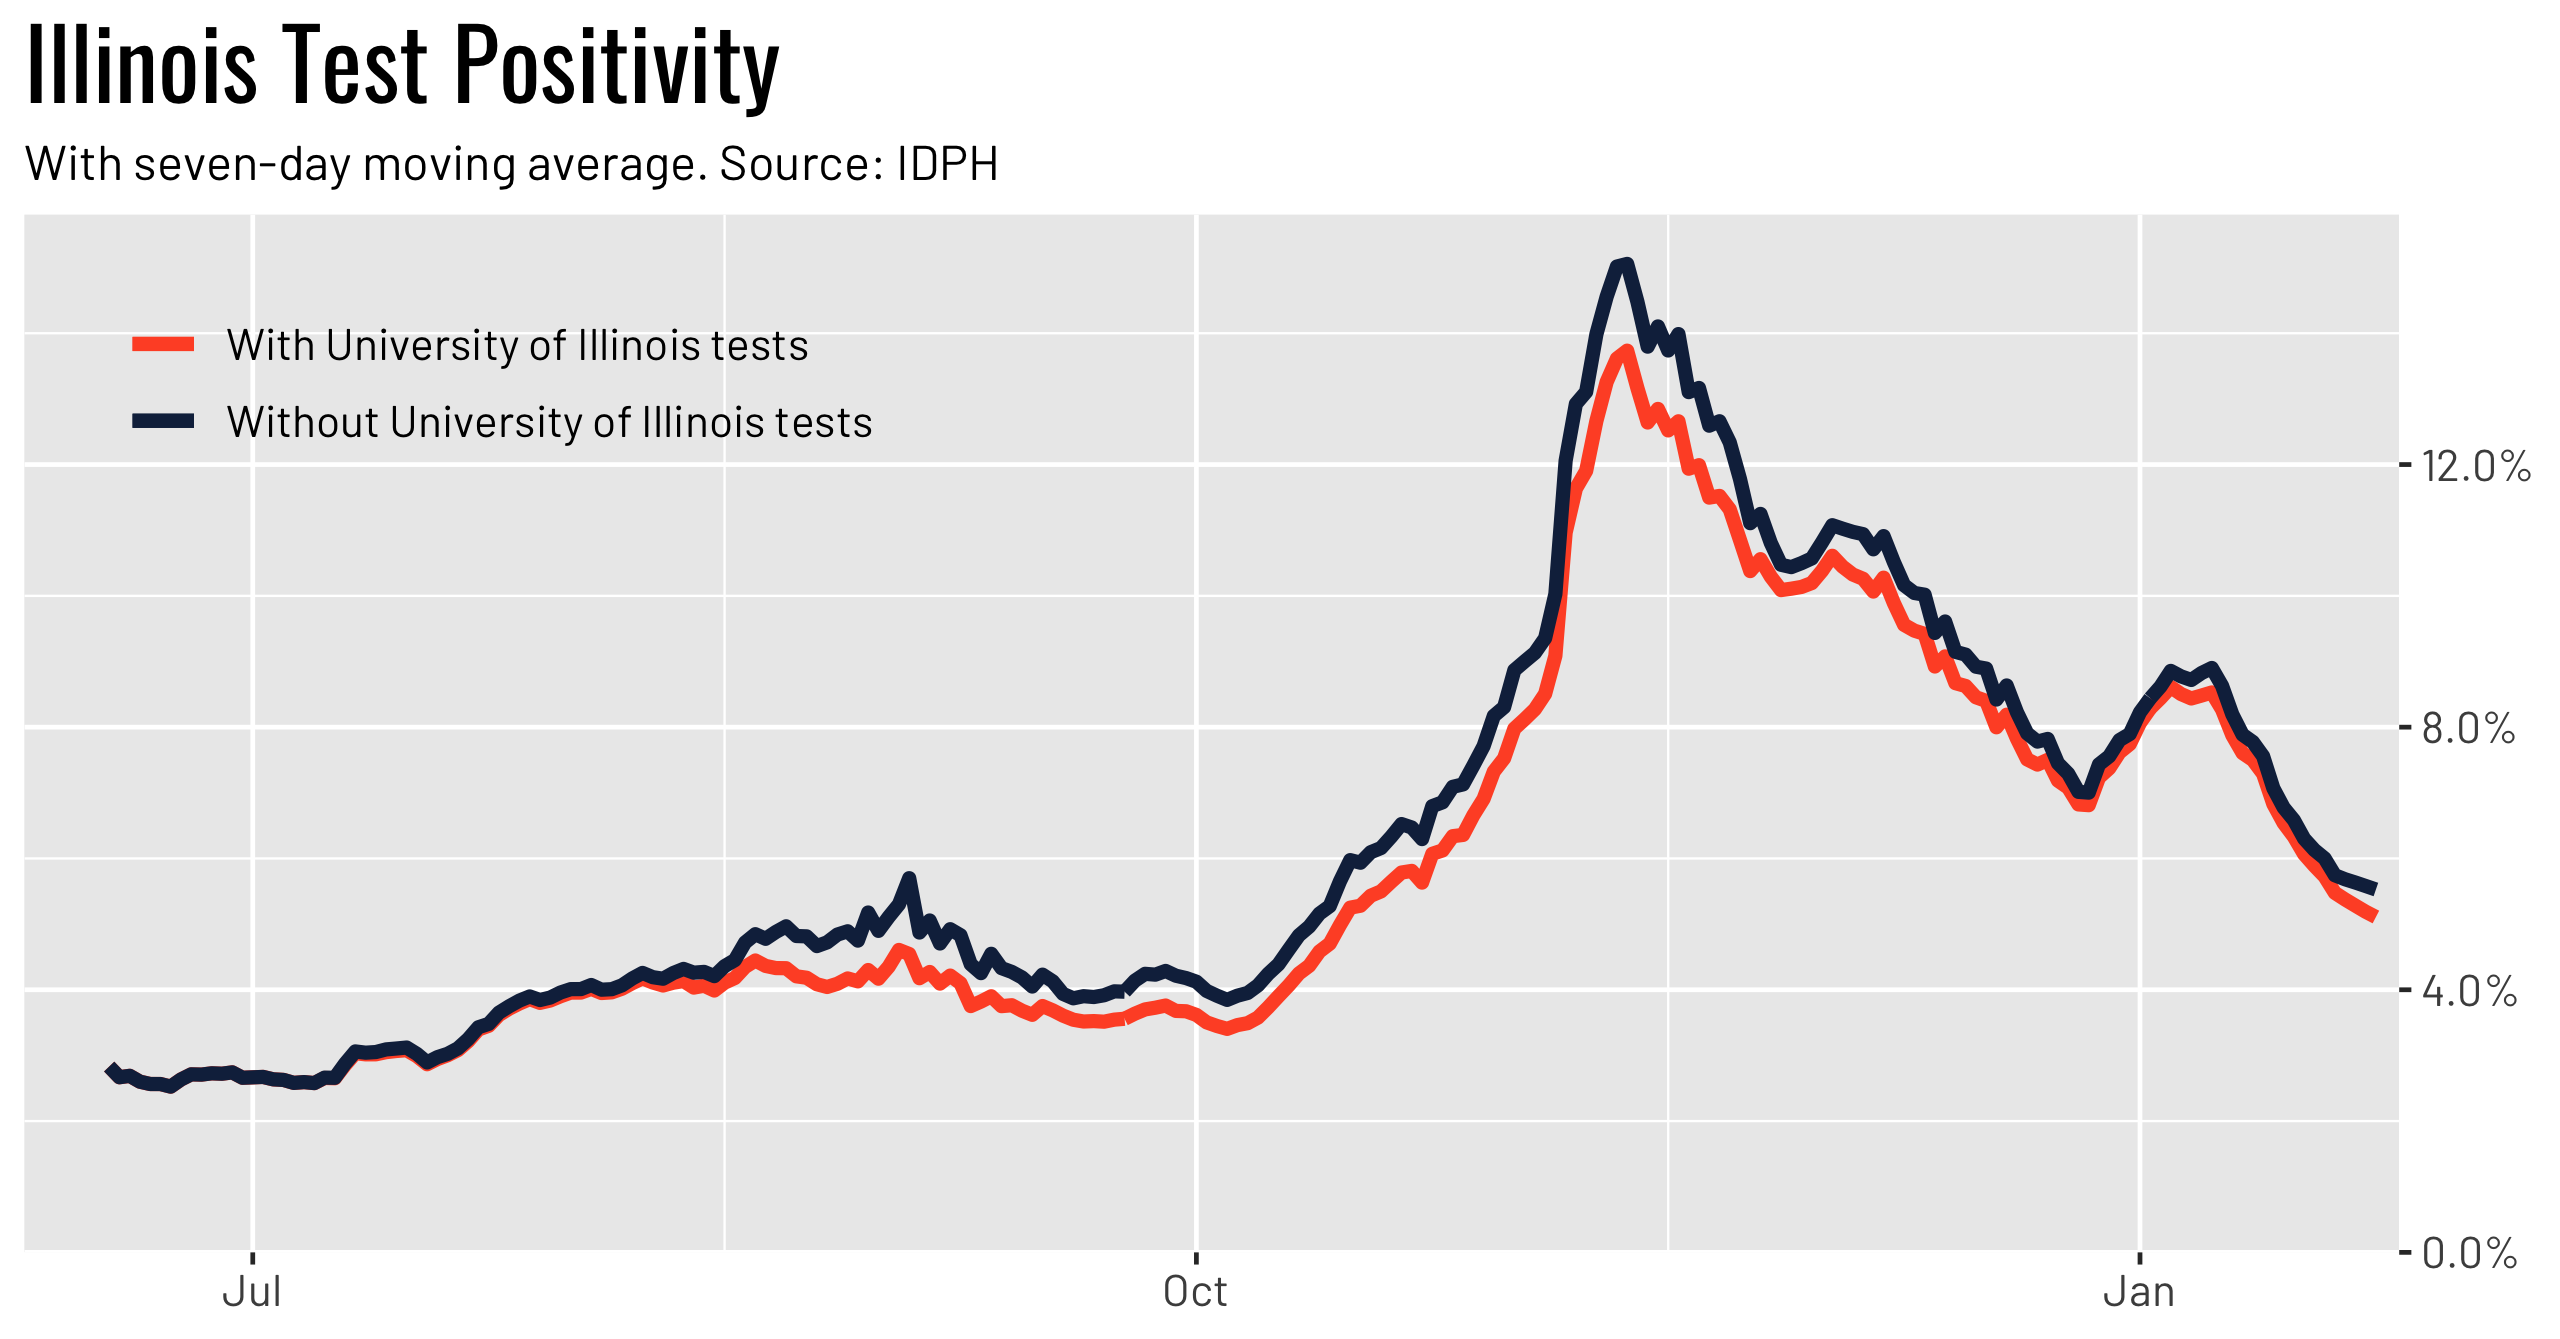 Illinois Test Positivity
With seven-day moving average. Source: IDPH
With University of Illinois tests
Without University of Illinois tests
12.0%
8.0%
4.0%
0.0%
Jul Oct Jan